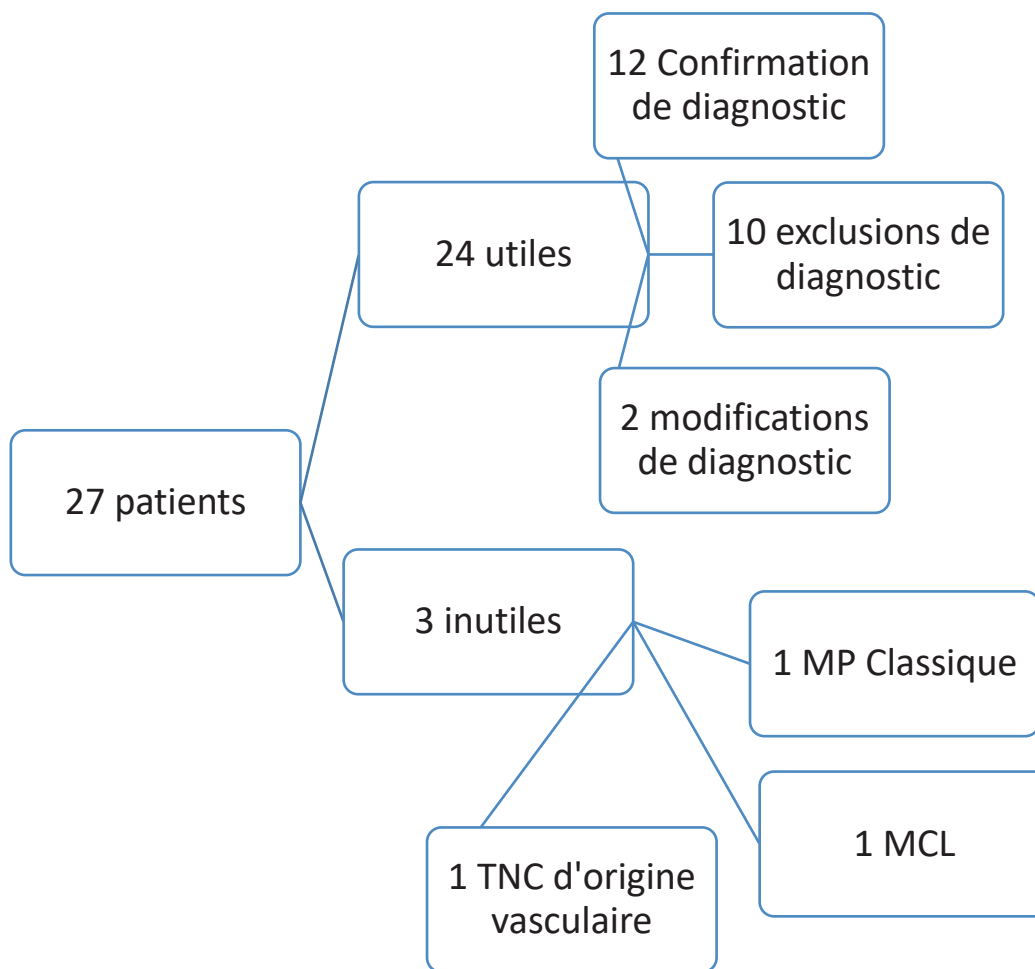 12 Confirmation
de diagnostic
24 utiles
10 exclusions de
diagnostic
2 modifications
de diagnostic
27 patients
3 inutiles
1 MP Classique
1 MCL
1 TNC d'origine
vasculaire